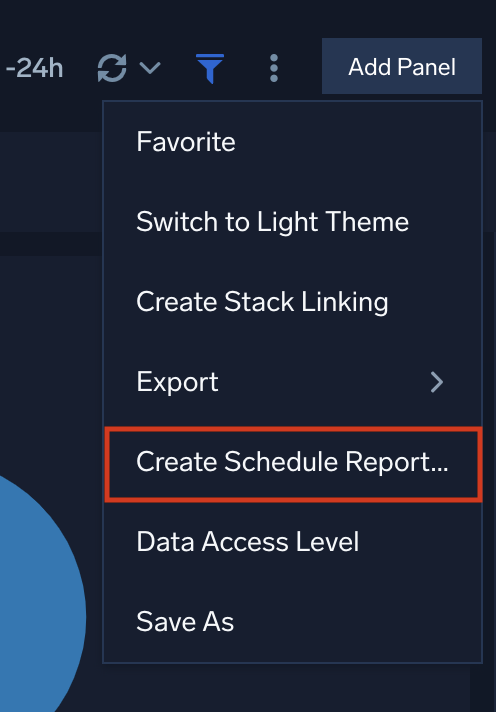 -24h
Add Panel
Favorite
Switch to Light Theme
Create Stack Linking
Export
Create Schedule Report...
Data Access Level
Save As